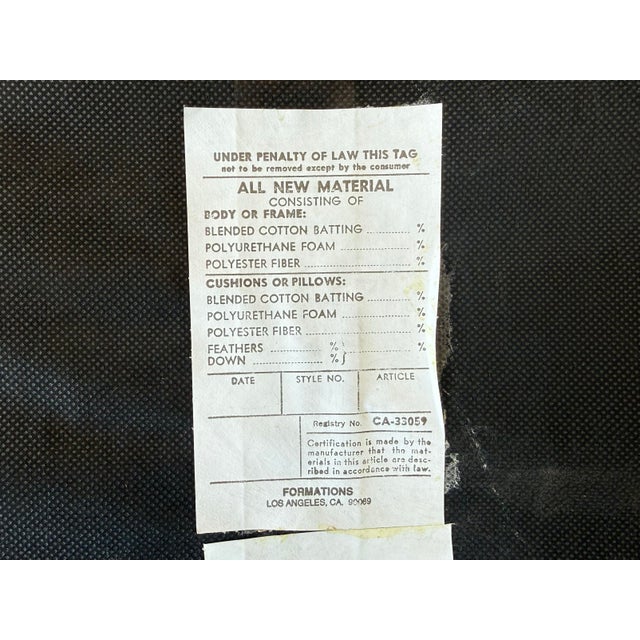 UNDER PENALTY OF LAW THIS TAG
not to be removed except by the consumer
ALL NEW MATERIAL
CONSISTING OF
BODY OR FRAME:
BLENDED COTTON BATTING .............. %
POLYURETHANE FOAM .................... %
POLYESTER FIBER .......................... %
CUSHIONS OR PILLOWS:
BLENDED COTTON BATTING .............. %
POLYURETHANE FOAM .................... %
POLYESTER FIBER .......................... %
FEATHERS .............. %} .............. %
DOWN .................... %}
DATE STYLE NO. ARTICLE
Registry No. CA-33059
Certification is made by the
manufacturer that the mat-
erials in this article are desc-
ribed in accordance with law.
FORMATIONS
LOS ANGELES, CA. 90069